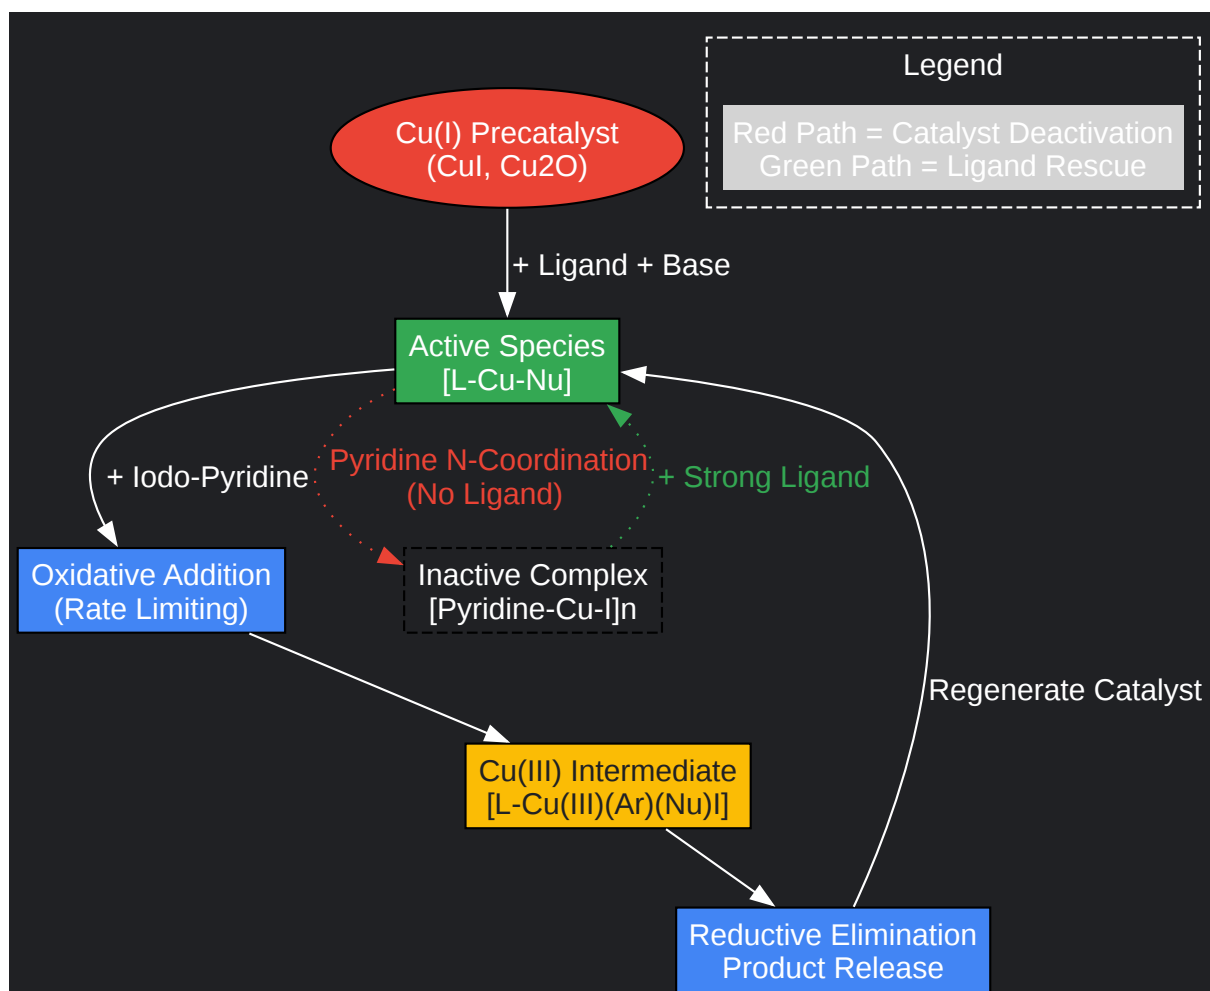 Legend
Red Path = Catalyst Deactivation
Green Path = Ligand Rescue
Cu(I) Precatalyst
(CuI, Cu2O)
+ Ligand + Base
Active Species
[L-Cu-Nu]
+ Iodo-Pyridine
Pyridine N-Coordination
(No Ligand)
+ Strong Ligand
Oxidative Addition
(Rate Limiting)
Inactive Complex
[Pyridine-Cu-I]n
Regenerate Catalyst
Cu(III) Intermediate
[L-Cu(III)(Ar)(Nu)I]
Reductive Elimination
Product Release